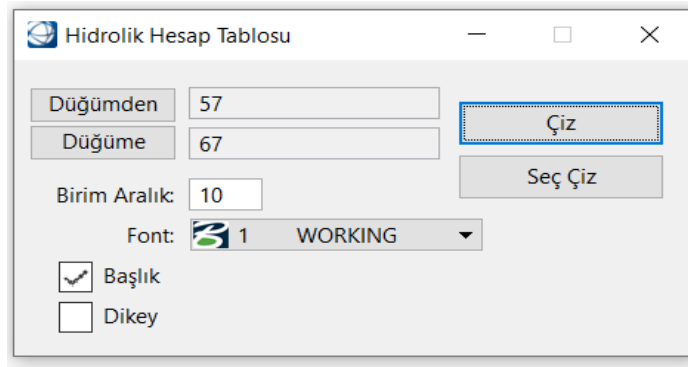 Hidrolik Hesap Tablosu
Düğümden 57
Düğüme 67
Çiz
Seç Çiz
Birim Aralık: 10
Font: 1 WORKING
Başlık
Dikey